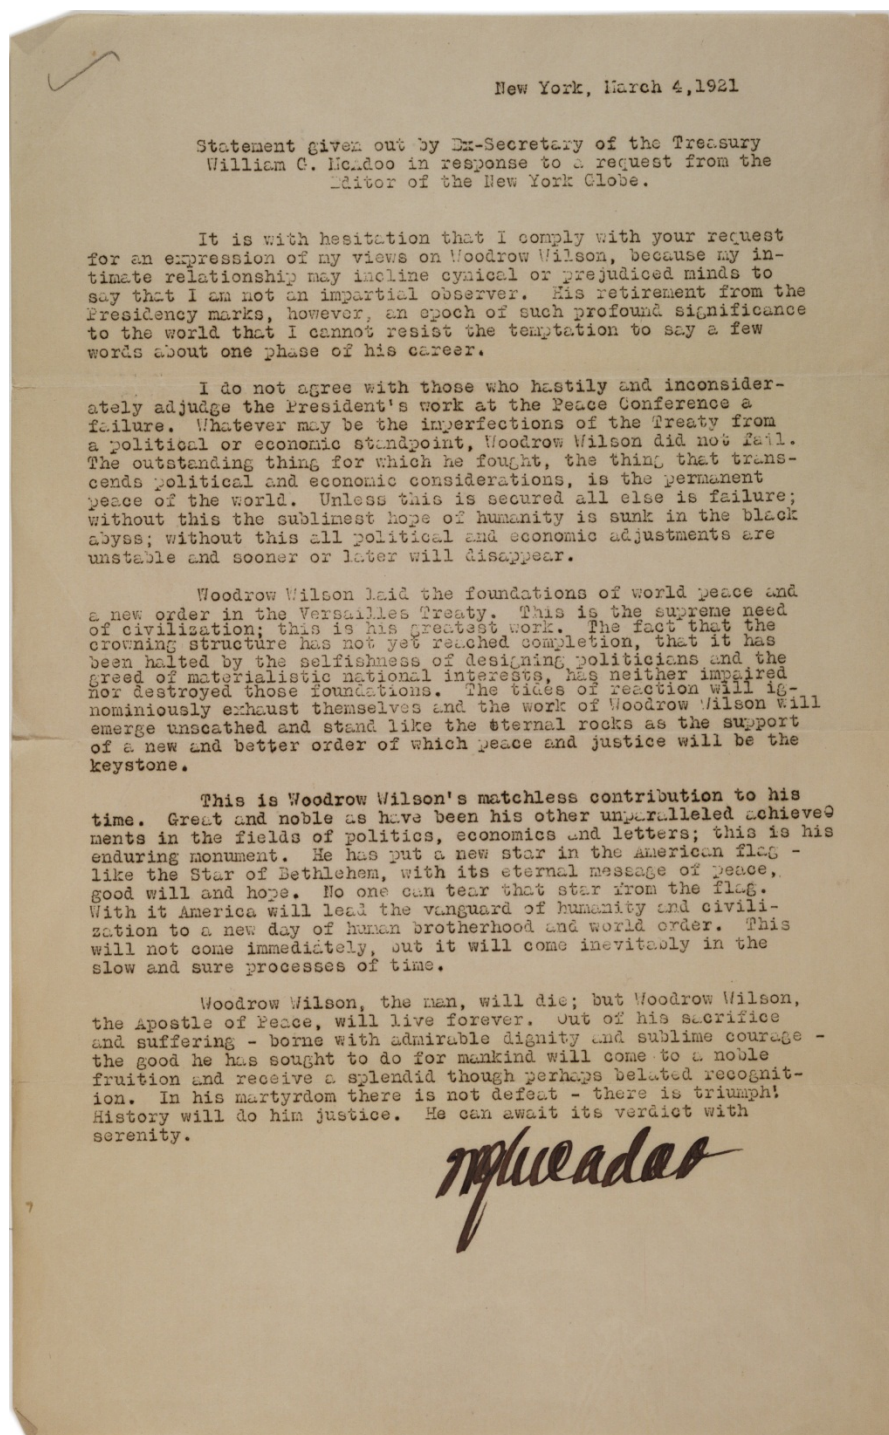 New York, March 4,1921
Statement given out by Ex-Secretary of the Treasury
William G. McAdoo in response to a request from the
Editor of the New York Globe.
It is with hesitation that I comply with your request
for an expression of my views on Woodrow Wilson, because my in-
timate relationship may incline cynical or prejudiced minds to
say that I am not an impartial observer. His retirement from the
Presidency marks, however, an epoch of such profound significance
to the world that I cannot resist the temptation to say a few
words about one phase of his career.
I do not agree with those who hastily and inconsider-
ately adjudge the President's work at the Peace Conference a
failure. Whatever may be the imperfections of the Treaty from
a political or economic standpoint, Woodrow Wilson did not fail.
The outstanding thing for which he fought, the thing that trans-
cends political and economic considerations, is the permanent
peace of the world. Unless this is secured all else is failure;
without this the sublimest hope of humanity is sunk in the black
abyss; without this all political and economic adjustments are
unstable and sooner or later will disappear.
Woodrow Wilson laid the foundations of world peace and
a new order in the Versailles Treaty. This is the supreme need
of civilization; this is his greatest work. The fact that the
crowning structure has not yet reached completion, that it has
been halted by the selfishness of designing politicians and the
greed of materialistic national interests, has neither impaired
nor destroyed those foundations. The tides of reaction will ig-
nominiously exhaust themselves and the work of Woodrow Wilson will
emerge unscathed and stand like the eternal rocks as the support
of a new and better order of which peace and justice will be the
keystone.
This is Woodrow Wilson's matchless contribution to his
time. Great and noble as have been his other unparalleled achieve-
ments in the fields of politics, economics and letters; this is his
enduring monument. He has put a new star in the American flag -
like the Star of Bethlehem, with its eternal message of peace,
good will and hope. No one can tear that star from the flag.
With it America will lead the vanguard of humanity and civili-
zation to a new day of human brotherhood and world order. This
will not come immediately, but it will come inevitably in the
slow and sure processes of time.
Woodrow Wilson, the man, will die; but Woodrow Wilson,
the Apostle of Peace, will live forever. Out of his sacrifice
and suffering - borne with admirable dignity and sublime courage -
the good he has sought to do for mankind will come to a noble
fruition and receive a splendid though perhaps belated recognit-
ion. In his martyrdom there is not defeat - there is triumph!
History will do him justice. He can await its verdict with
serenity.
WGMcAdoo